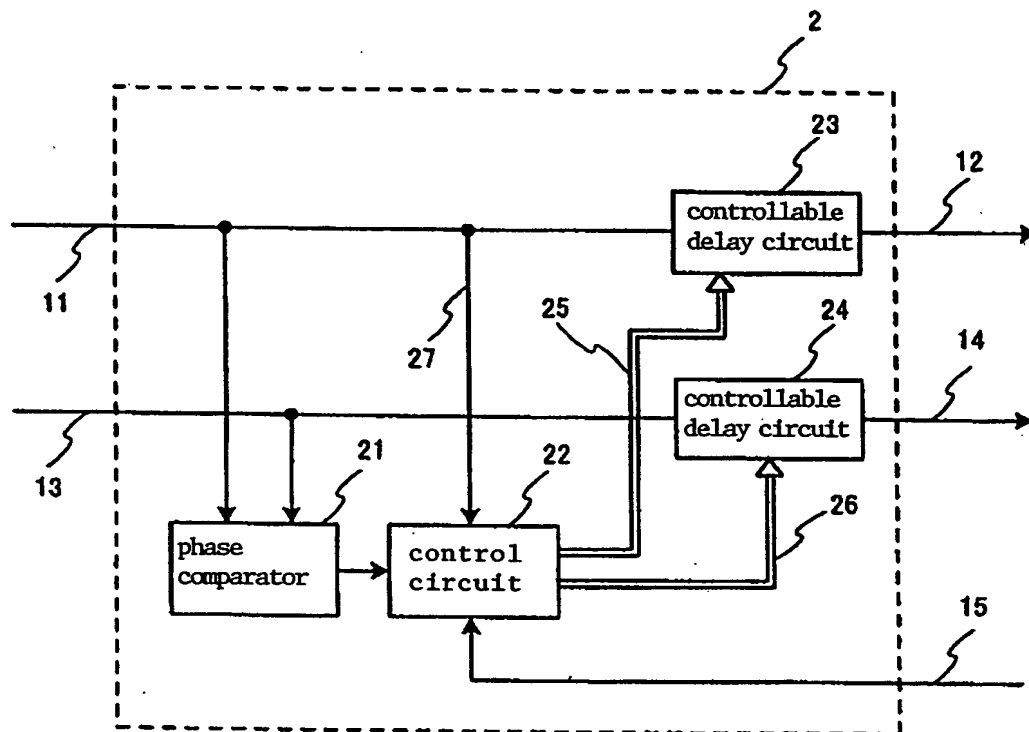 2
23
12
controllable
delay circuit
11
27
25
24
14
controllable
delay circuit
13
21
22
26
phase
comparator
control
circuit
15